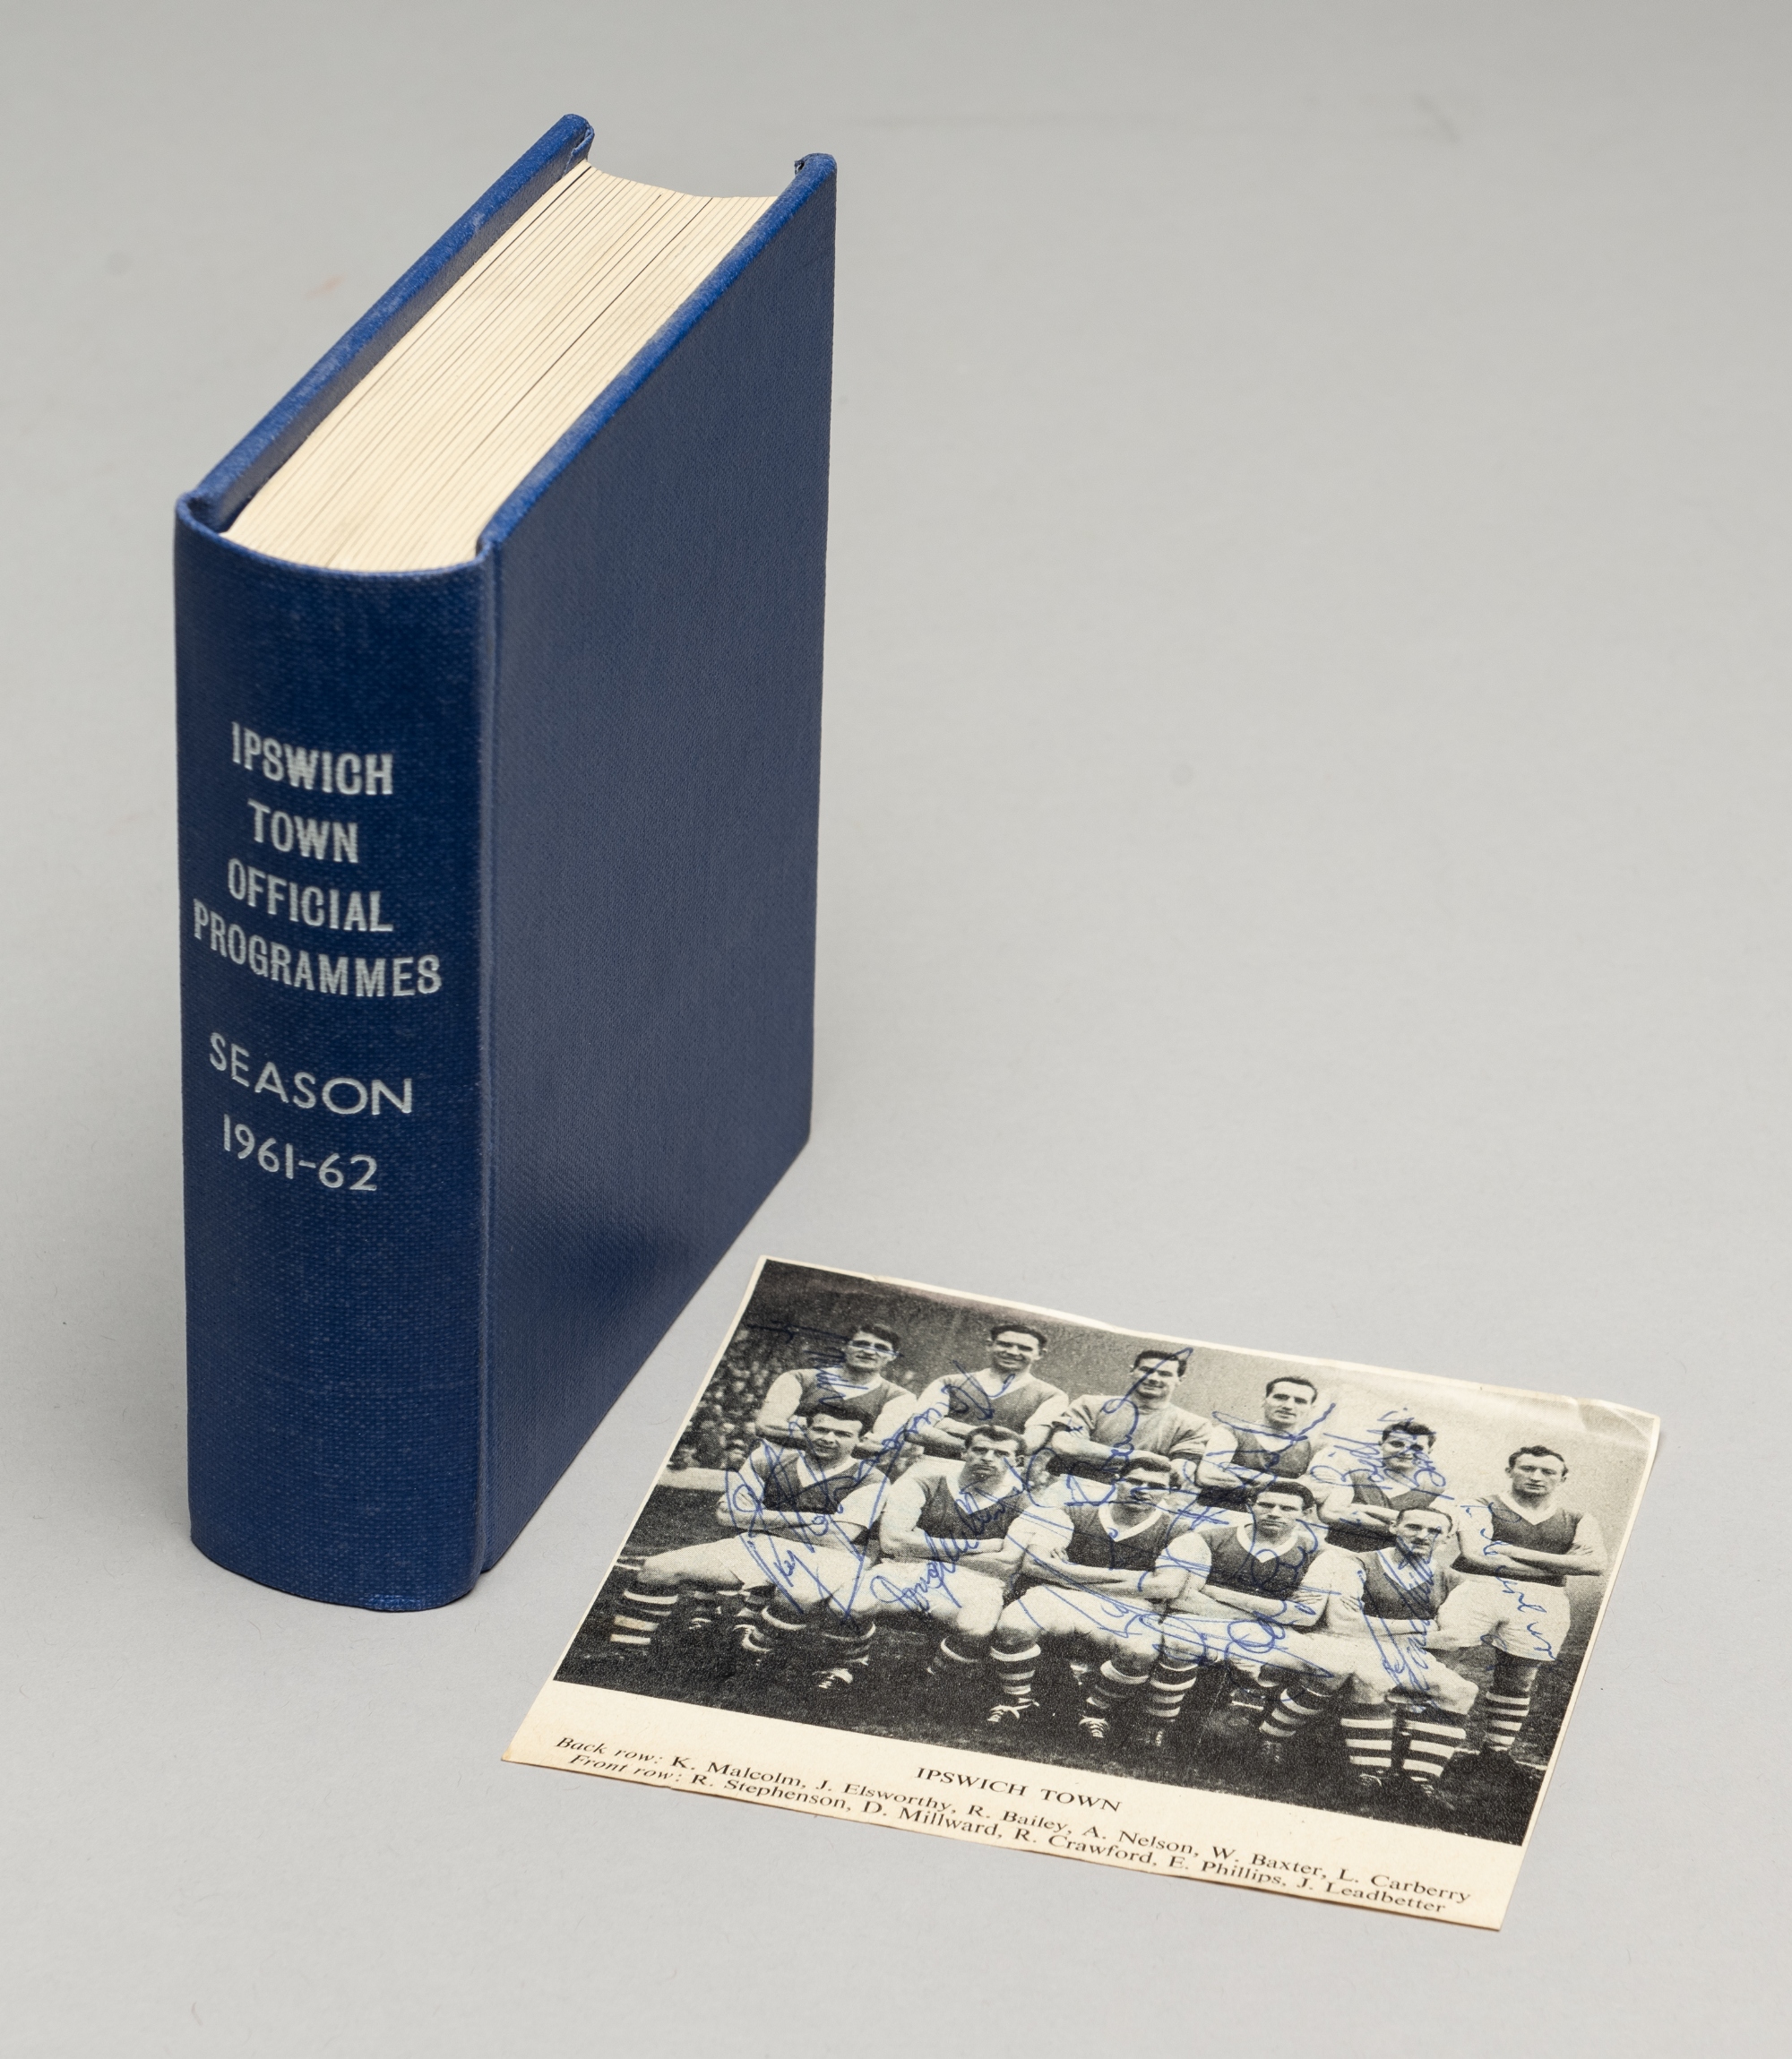 IPSWICH
TOWN
OFFICIAL
PROGRAMMES
SEASON
1961-62
IPSWICH TOWN
Back row: K. Malcolm, J. Elsworthy, R. Bailey, A. Nelson, W. Baxter, L. Carberry
Front row: R. Stephenson, D. Millward, R. Crawford, E. Phillips, J. Leadbetter